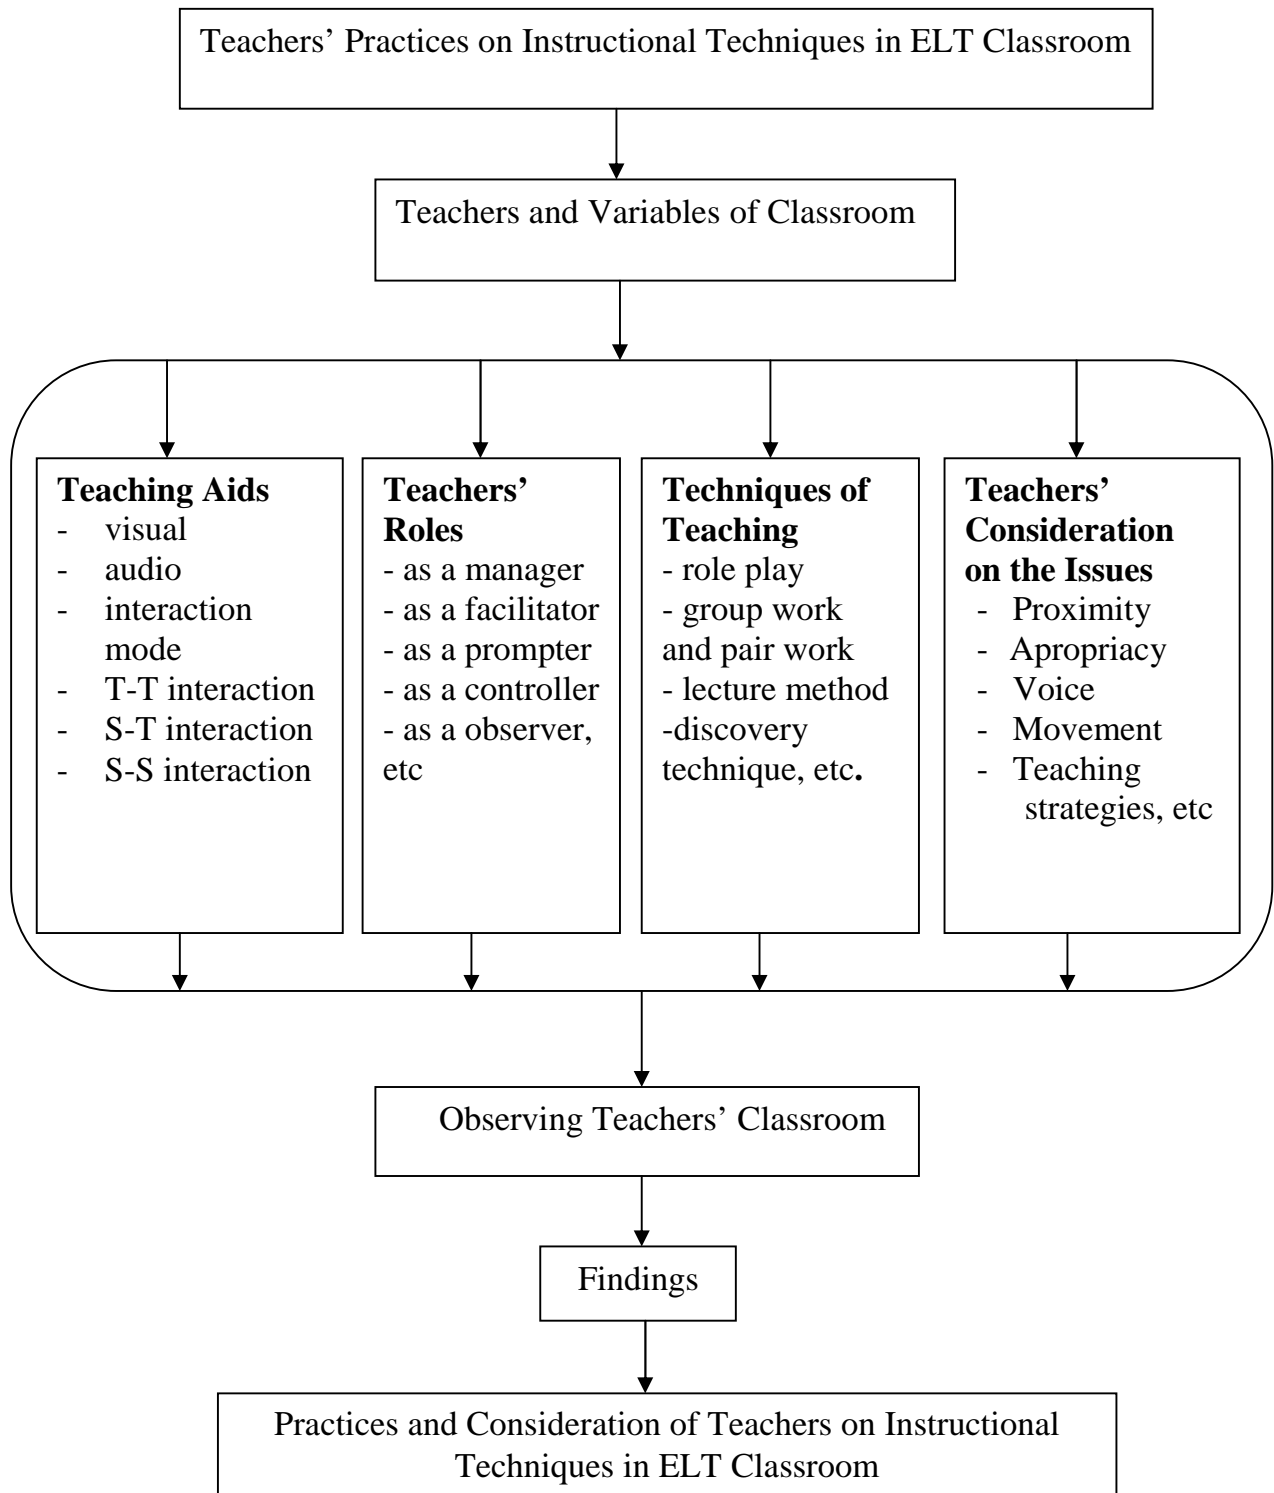 Teachers’ Practices on Instructional Techniques in ELT Classroom
Teachers and Variables of Classroom
Teaching Aids
- visual
- audio
- interaction
mode
- T-T interaction
- S-T interaction
- S-S interaction
Teachers’
Roles
- as a manager
- as a facilitator
- as a prompter
- as a controller
- as a observer,
etc
Techniques of
Teaching
- role play
- group work
and pair work
- lecture method
-discovery
technique, etc.
Teachers’
Consideration
on the Issues
- Proximity
- Apropriacy
- Voice
- Movement
- Teaching
strategies, etc
Observing Teachers’ Classroom
Findings
Practices and Consideration of Teachers on Instructional
Techniques in ELT Classroom